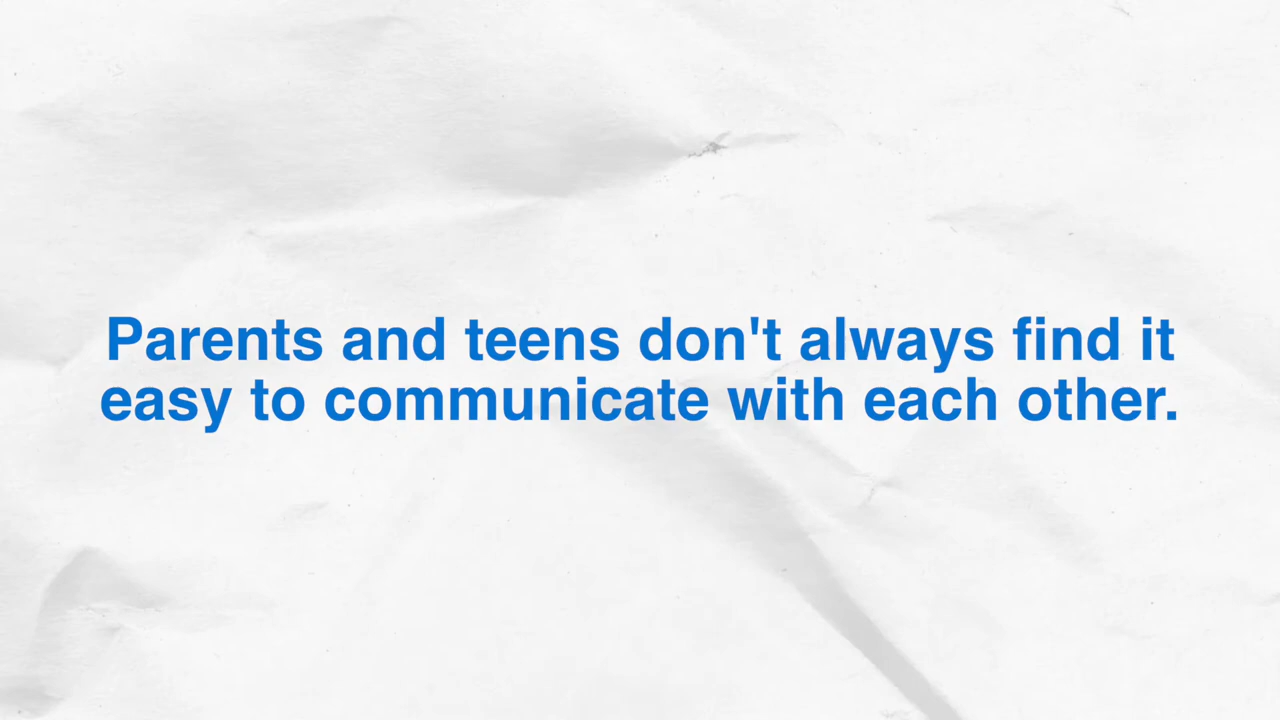 Parents and teens don't always find it
easy to communicate with each other.